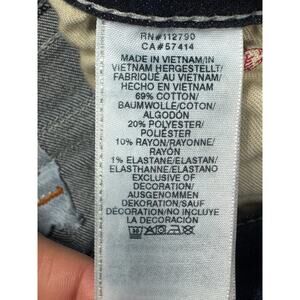 RN#112790
CA#57414
MADE IN VIETNAM/IN
VIETNAM HERGESTELLT/
FABRIQUÉ AU VIETNAM/
HECHO EN VIETNAM
69% COTTON/
BAUMWOLLE/COTON/
ALGODÓN
20% POLYESTER/
POLIÉSTER
10% RAYON/RAYONNE/
RAYÓN
1% ELASTANE/ELASTAN/
ELASTHANNE/ELASTANO
EXCLUSIVE OF
DECORATION/
AUSGENOMMEN
DEKORATION/SAUF
DÉCORATION/NO INCLUYE
LA DECORACIÓN